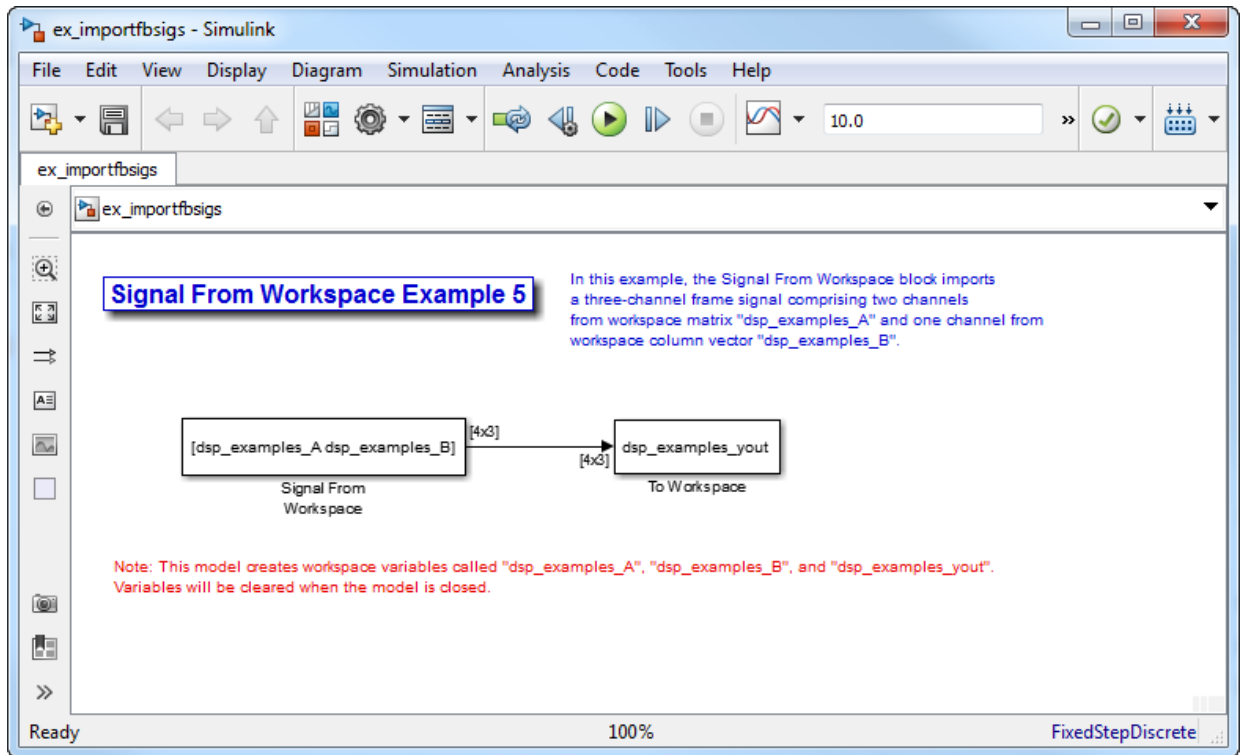 ex_importfbsigs - Simulink
File Edit View Display Diagram Simulation Analysis Code Tools Help
10.0
ex_importfbsigs
ex_importfbsigs
Signal From Workspace Example 5
In this example, the Signal From Workspace block imports
a three-channel frame signal comprising two channels
from workspace matrix "dsp_examples_A" and one channel from
workspace column vector "dsp_examples_B".
[dsp_examples_A dsp_examples_B]
[4x3]
[4x3]
dsp_examples_yout
Signal From
Workspace
To Workspace
Note: This model creates workspace variables called "dsp_examples_A", "dsp_examples_B", and "dsp_examples_yout".
Variables will be cleared when the model is closed.
Ready 100% FixedStepDiscrete